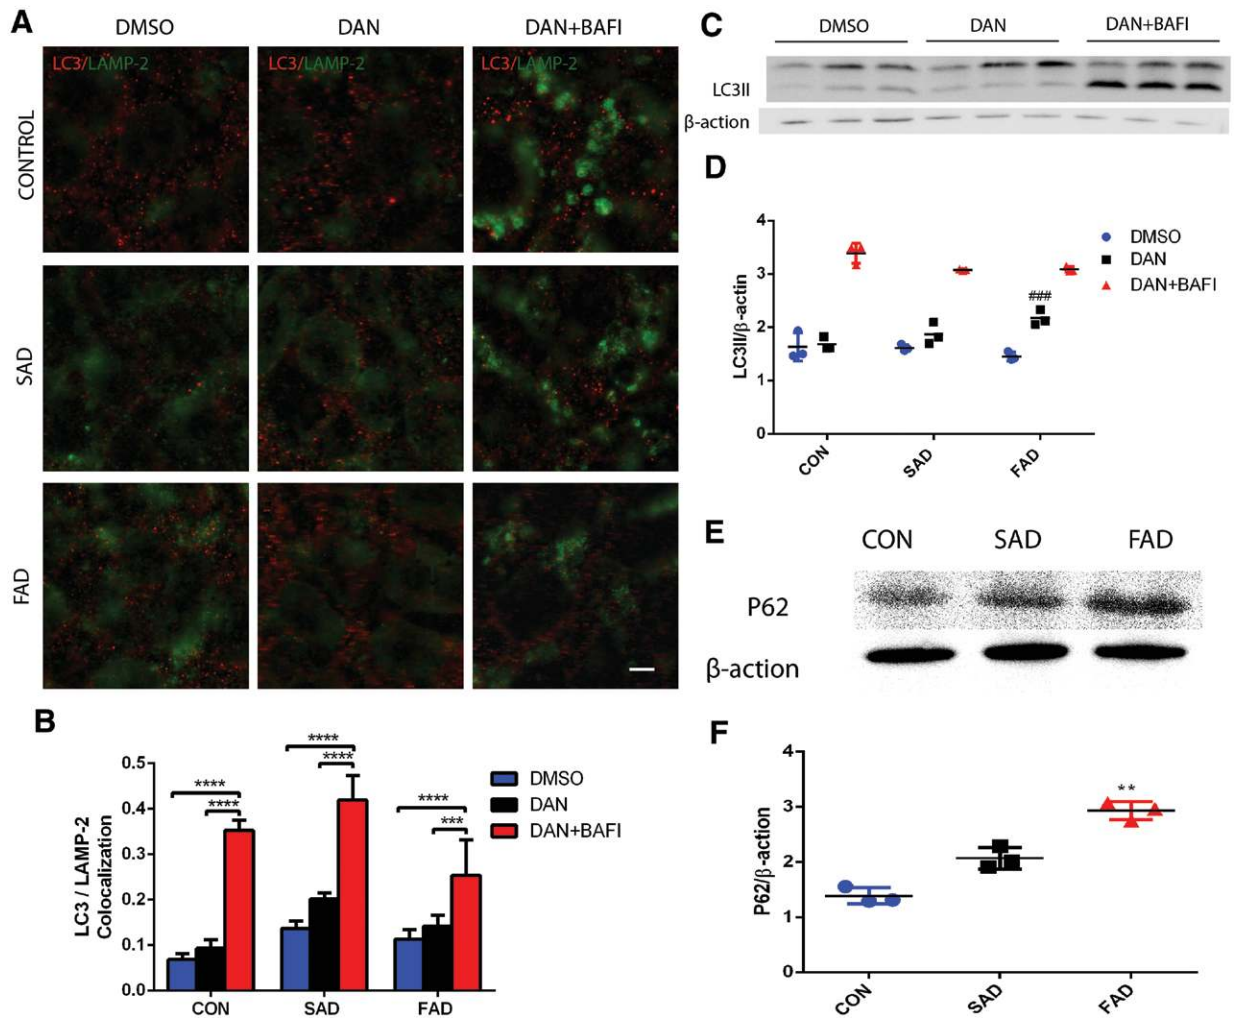 A
DMSO DAN DAN+BAFI
LC3/LAMP-2 LC3/LAMP-2 LC3/LAMP-2
CONTROL
SAD
FAD
B
LC3 / LAMP-2
Colocalization
0.5
0.4
0.3
0.2
0.1
0.0
**** **** **** **** **** ***
CON SAD FAD
DMSO
DAN
DAN+BAFI
C
DMSO DAN DAN+BAFI
LC3II
β-action
D
LC3II/β-actin
4
3
2
1
0
###
CON SAD FAD
DMSO
DAN
DAN+BAFI
E
CON SAD FAD
P62
β-action
F
P62/β-action
4
3
2
1
0
**
CON SAD FAD